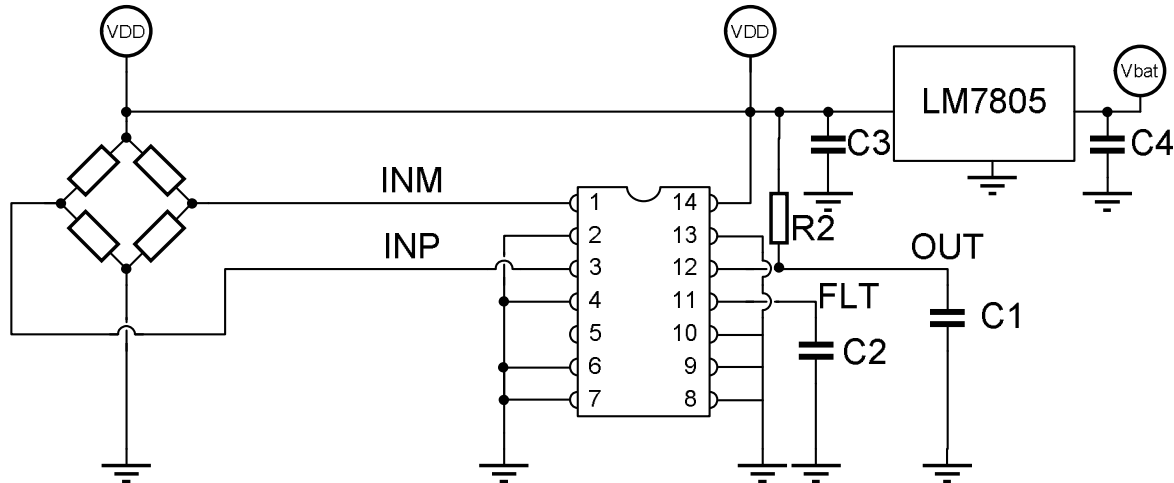 VDD
VDD
Vbat
LM7805
C3
C4
INM
1
14
2
13
R2
INP
3
12
OUT
4
11
FLT
C1
5
10
C2
6
9
7
8